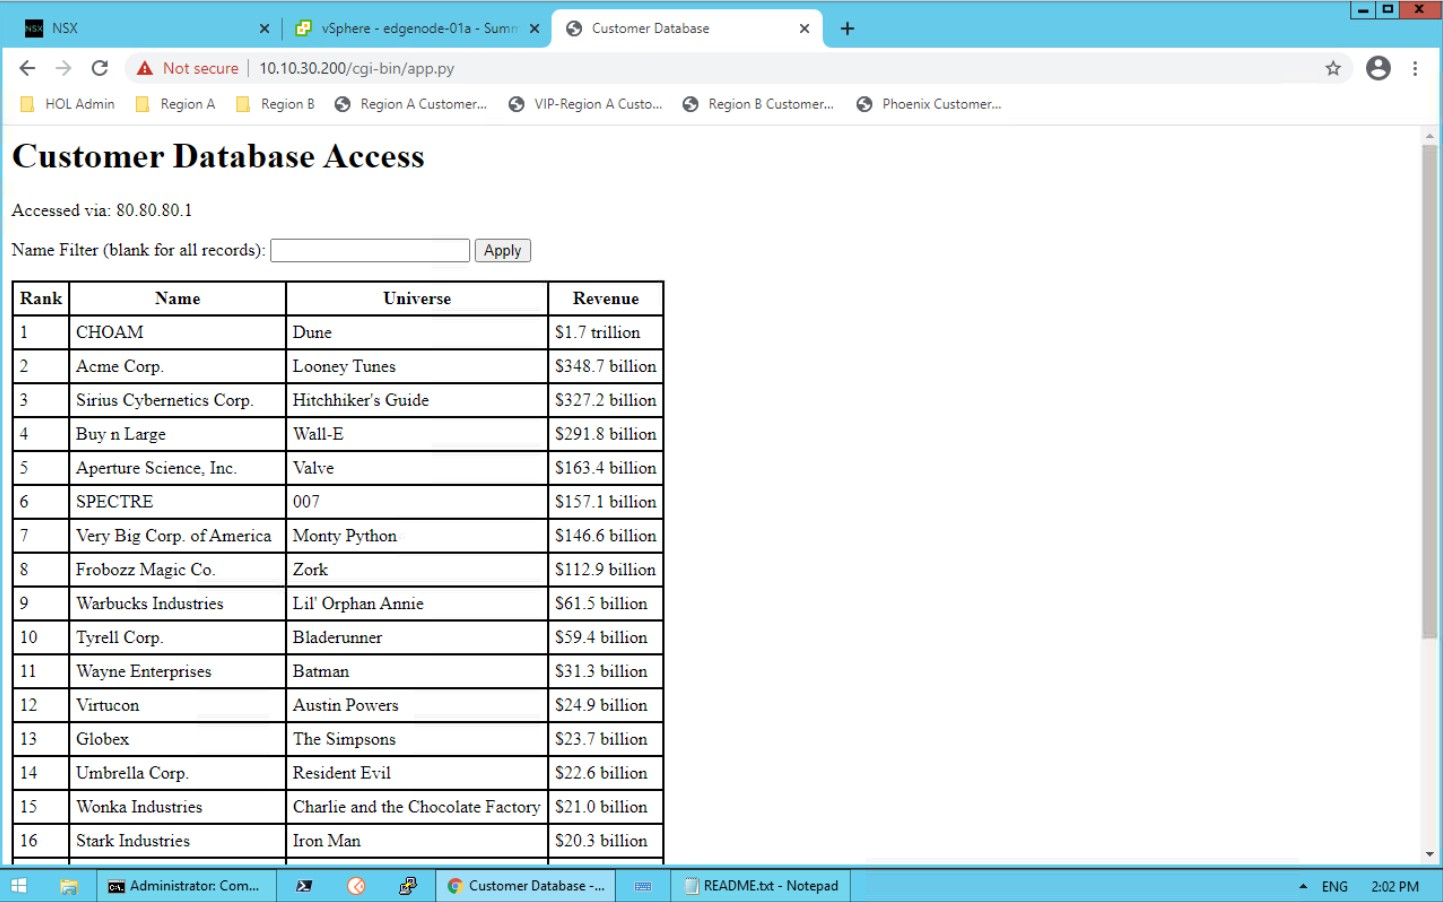 NSX NSX
vSphere - edgenode-01a - Summ
Customer Database
Not secure 10.10.30.200/cgi-bin/app.py
HOL Admin Region A Region B Region A Customer... VIP-Region A Custo... Region B Customer... Phoenix Customer...
Customer Database Access
Accessed via: 80.80.80.1
Name Filter (blank for all records): Apply
Rank Name Universe Revenue
1 CHOAM Dune $1.7 trillion
2 Acme Corp. Looney Tunes $348.7 billion
3 Sirius Cybernetics Corp. Hitchhiker's Guide $327.2 billion
4 Buy n Large Wall-E $291.8 billion
5 Aperture Science, Inc. Valve $163.4 billion
6 SPECTRE 007 $157.1 billion
7 Very Big Corp. of America Monty Python $146.6 billion
8 Frobozz Magic Co. Zork $112.9 billion
9 Warbucks Industries Lil' Orphan Annie $61.5 billion
10 Tyrell Corp. Bladerunner $59.4 billion
11 Wayne Enterprises Batman $31.3 billion
12 Virtucon Austin Powers $24.9 billion
13 Globex The Simpsons $23.7 billion
14 Umbrella Corp. Resident Evil $22.6 billion
15 Wonka Industries Charlie and the Chocolate Factory $21.0 billion
16 Stark Industries Iron Man $20.3 billion
Administrator: Com... Customer Database -... README.txt - Notepad ENG 2:02 PM